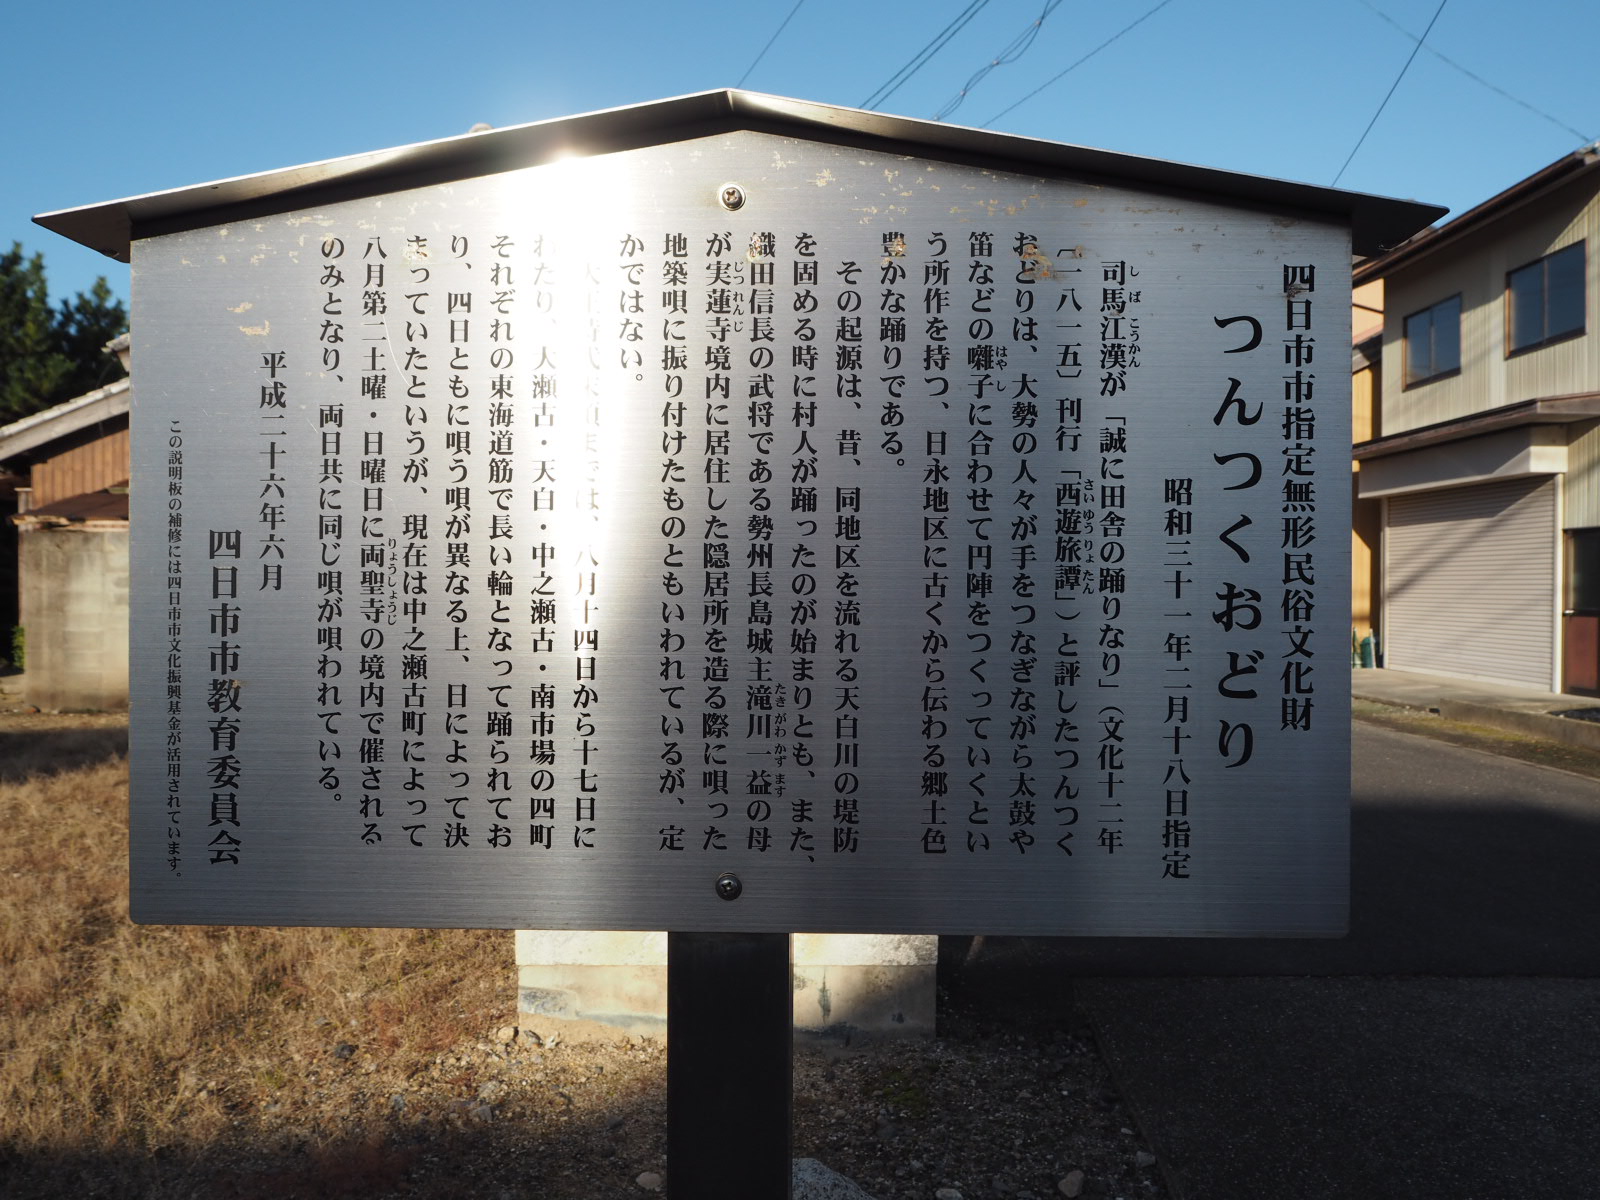 四日市市指定無形民俗文化財
つんつくおどり
昭和三十一年二月十八日指定
司馬江漢が「誠に田舎の踊りなり」（文化十二年
〔一八一五〕刊行「西遊旅譚」）と評したつんつく
おどりは、大勢の人々が手をつなぎながら太鼓や
笛などの囃子に合わせて円陣をつくっていくとい
う所作を持つ、日永地区に古くから伝わる郷土色
豊かな踊りである。
その起源は、昔、同地区を流れる天白川の堤防
を固める時に村人が踊ったのが始まりとも、また、
織田信長の武将である勢州長島城主滝川一益の母
が実蓮寺境内に居住した隠居所を造る際に唄った
地築唄に振り付けたものともいわれているが、定
かではない。
では、八月十四日から十七日に
わたり、大瀬古・天白・中之瀬古・南市場の四町
それぞれの東海道筋で長い輪となって踊られてお
り、四日ともに唄う唄が異なる上、日によって決
まっていたというが、現在は中之瀬古町によって
八月第二土曜・日曜日に両聖寺の境内で催される
のみとなり、両日共に同じ唄が唄われている。
平成二十六年六月
四日市市教育委員会
この説明板の補修には四日市市文化振興基金が活用されています。